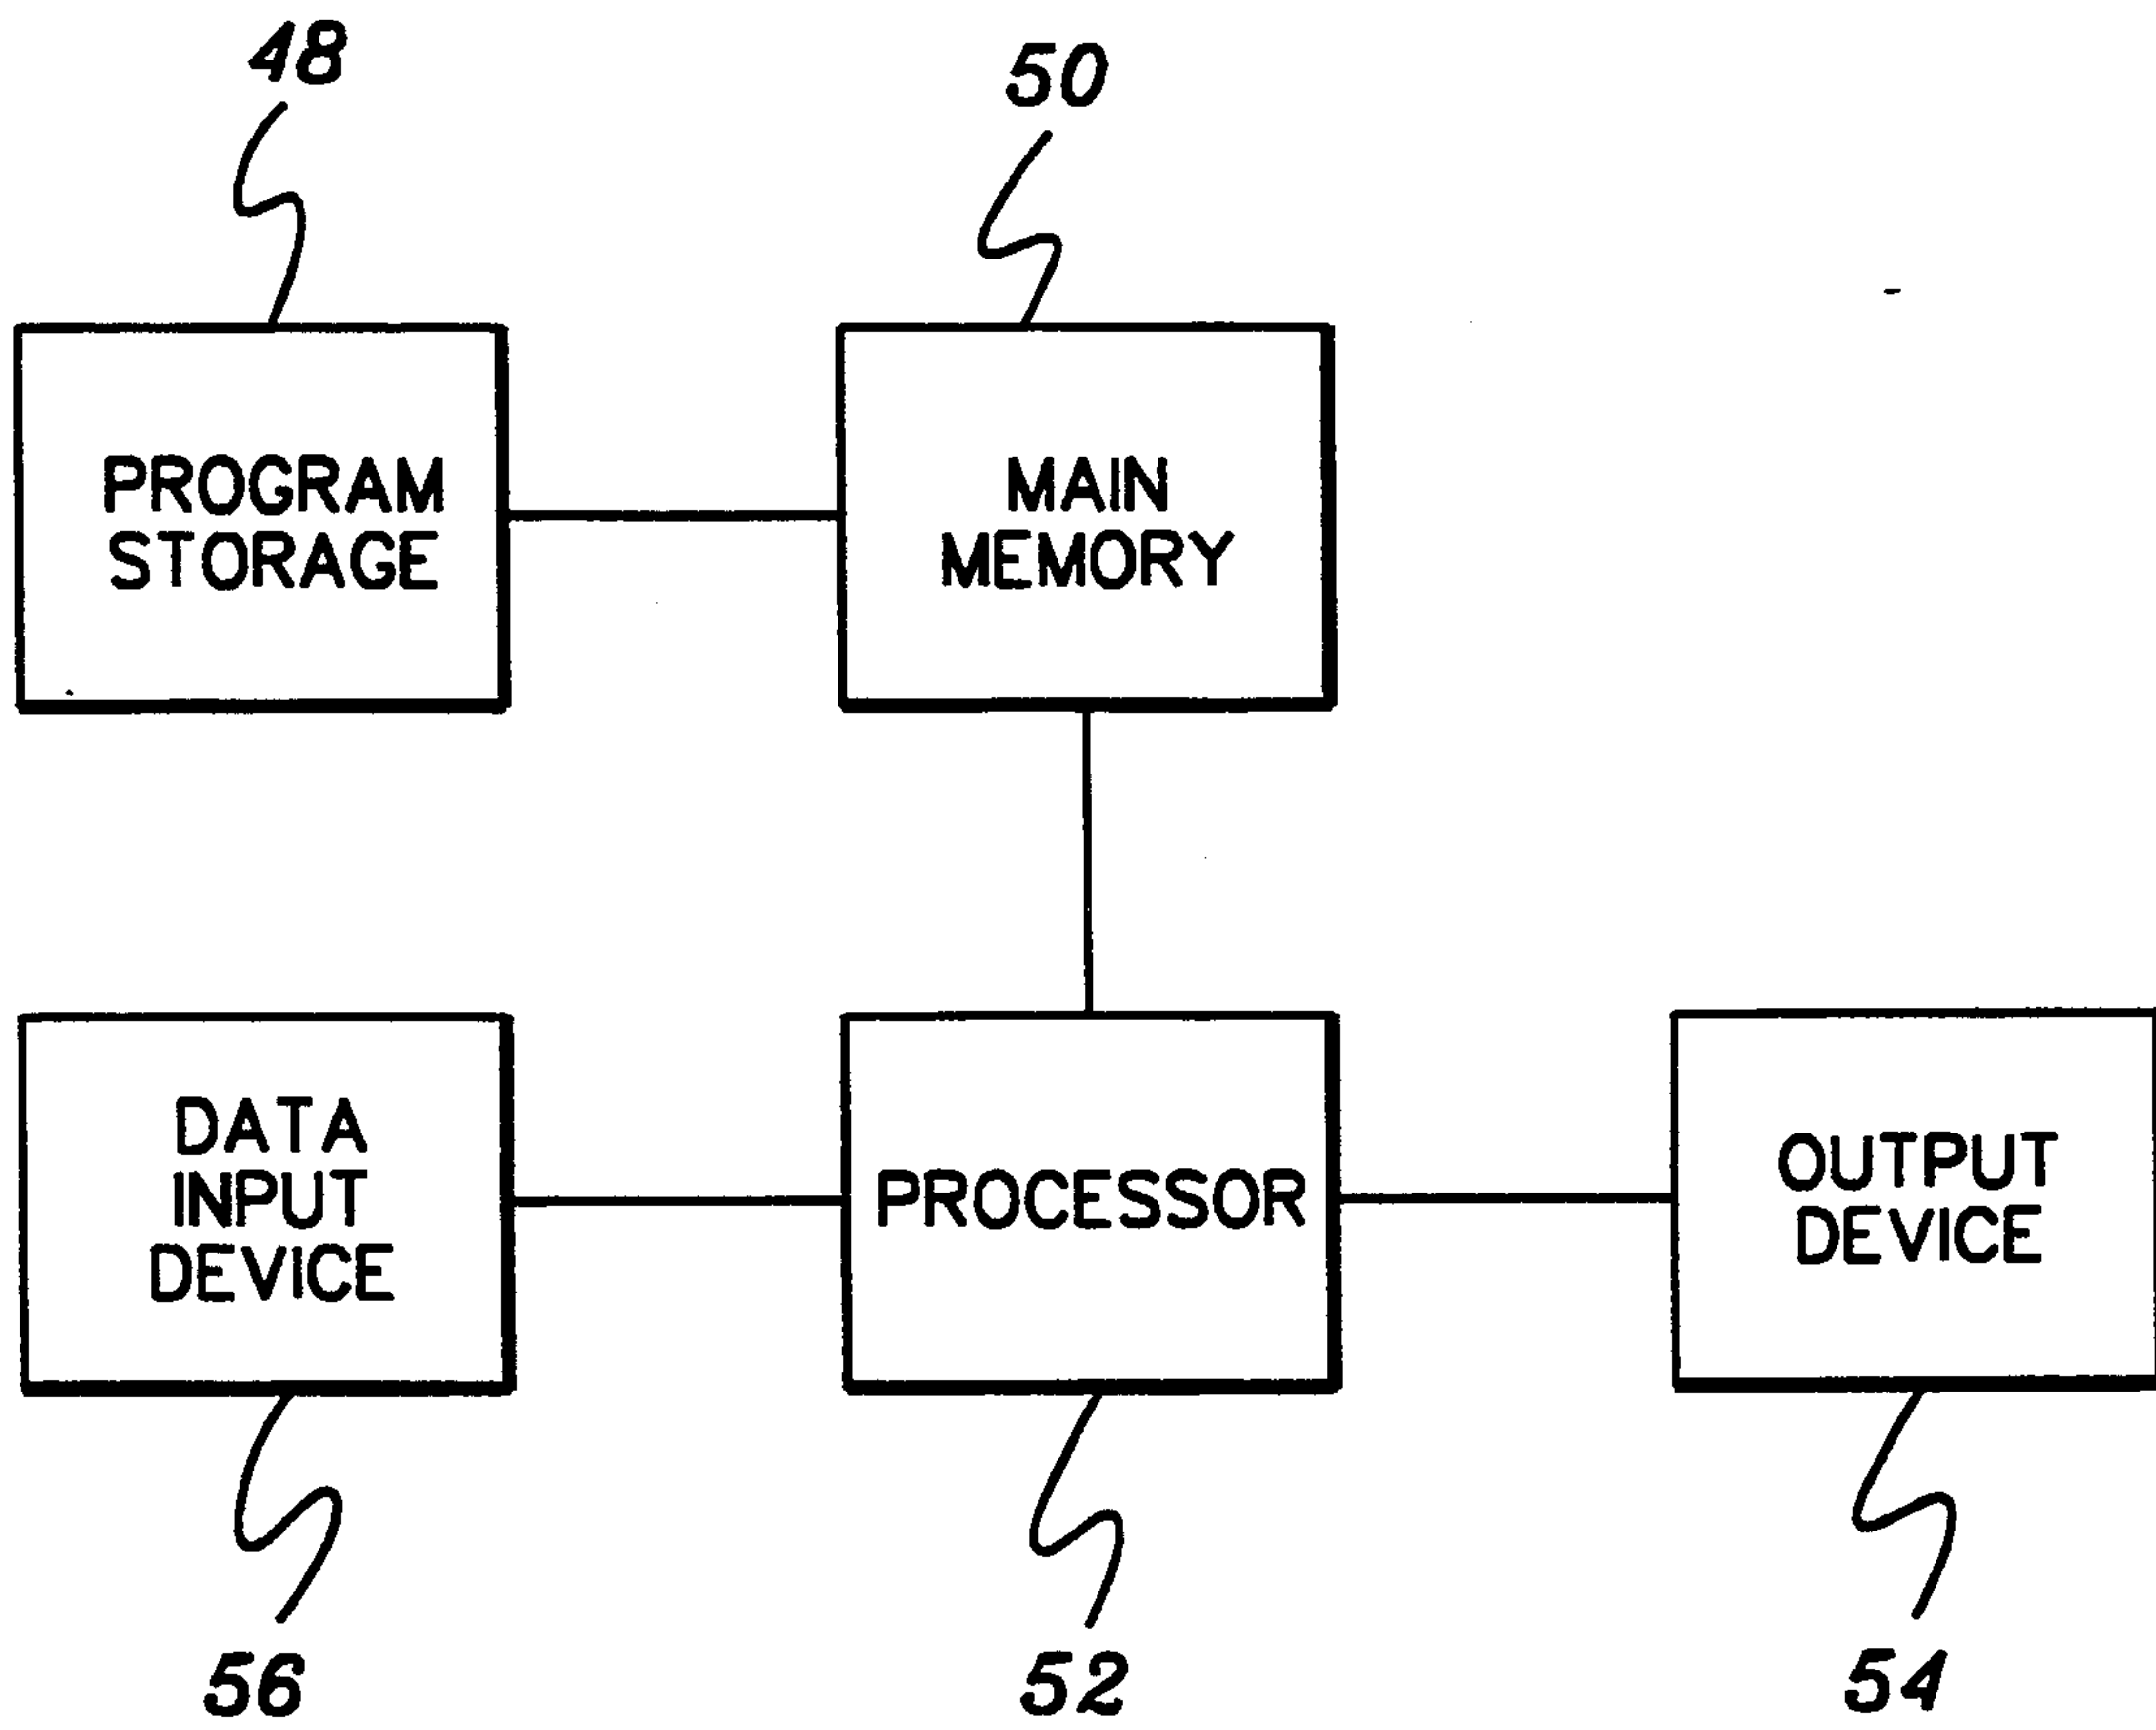 48
50
PROGRAM
STORAGE
MAIN
MEMORY
DATA
INPUT
DEVICE
PROCESSOR
OUTPUT
DEVICE
56
52
54